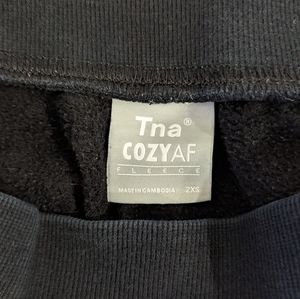 Tna®
COZYAF
FLEECE
MADE IN CAMBODIA 2XS